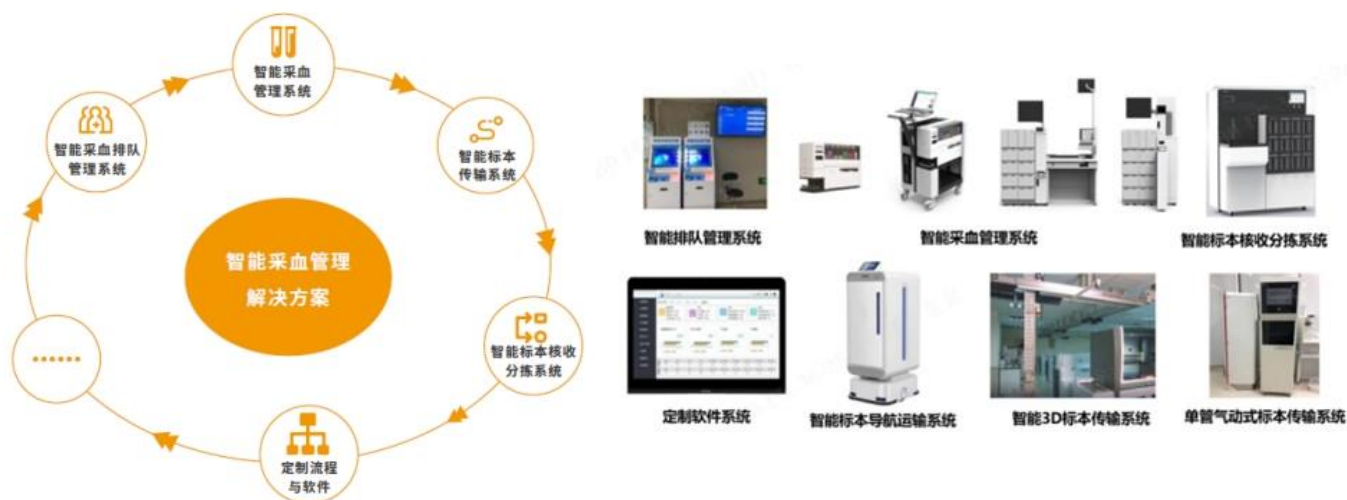 智能采血
管理系统
智能采血排队
管理系统
智能标本
传输系统
智能采血管理
解决方案
智能标本核收
分拣系统
定制流程
与软件
......
智能排队管理系统
智能采血管理系统
智能标本核收分拣系统
定制软件系统
智能标本导航运输系统
智能3D标本传输系统
单管气动式标本传输系统